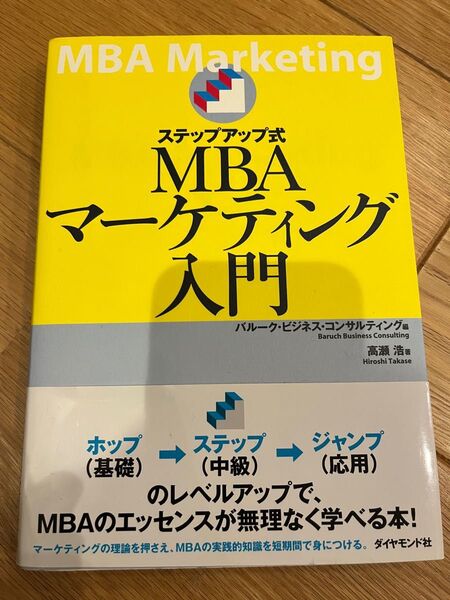 MBA Marketing
ステップアップ式
MBA
マーケティング
入門
バルーク・ビジネス・コンサルティング編
Baruch Business Consulting
高瀬 浩著
Hiroshi Takase
ホップ → ステップ → ジャンプ
(基礎) (中級) (応用)
のレベルアップで、
MBAのエッセンスが無理なく学べる本!
マーケティングの理論を押さえ、MBAの実践的知識を短期間で身につける。 ダイヤモンド社